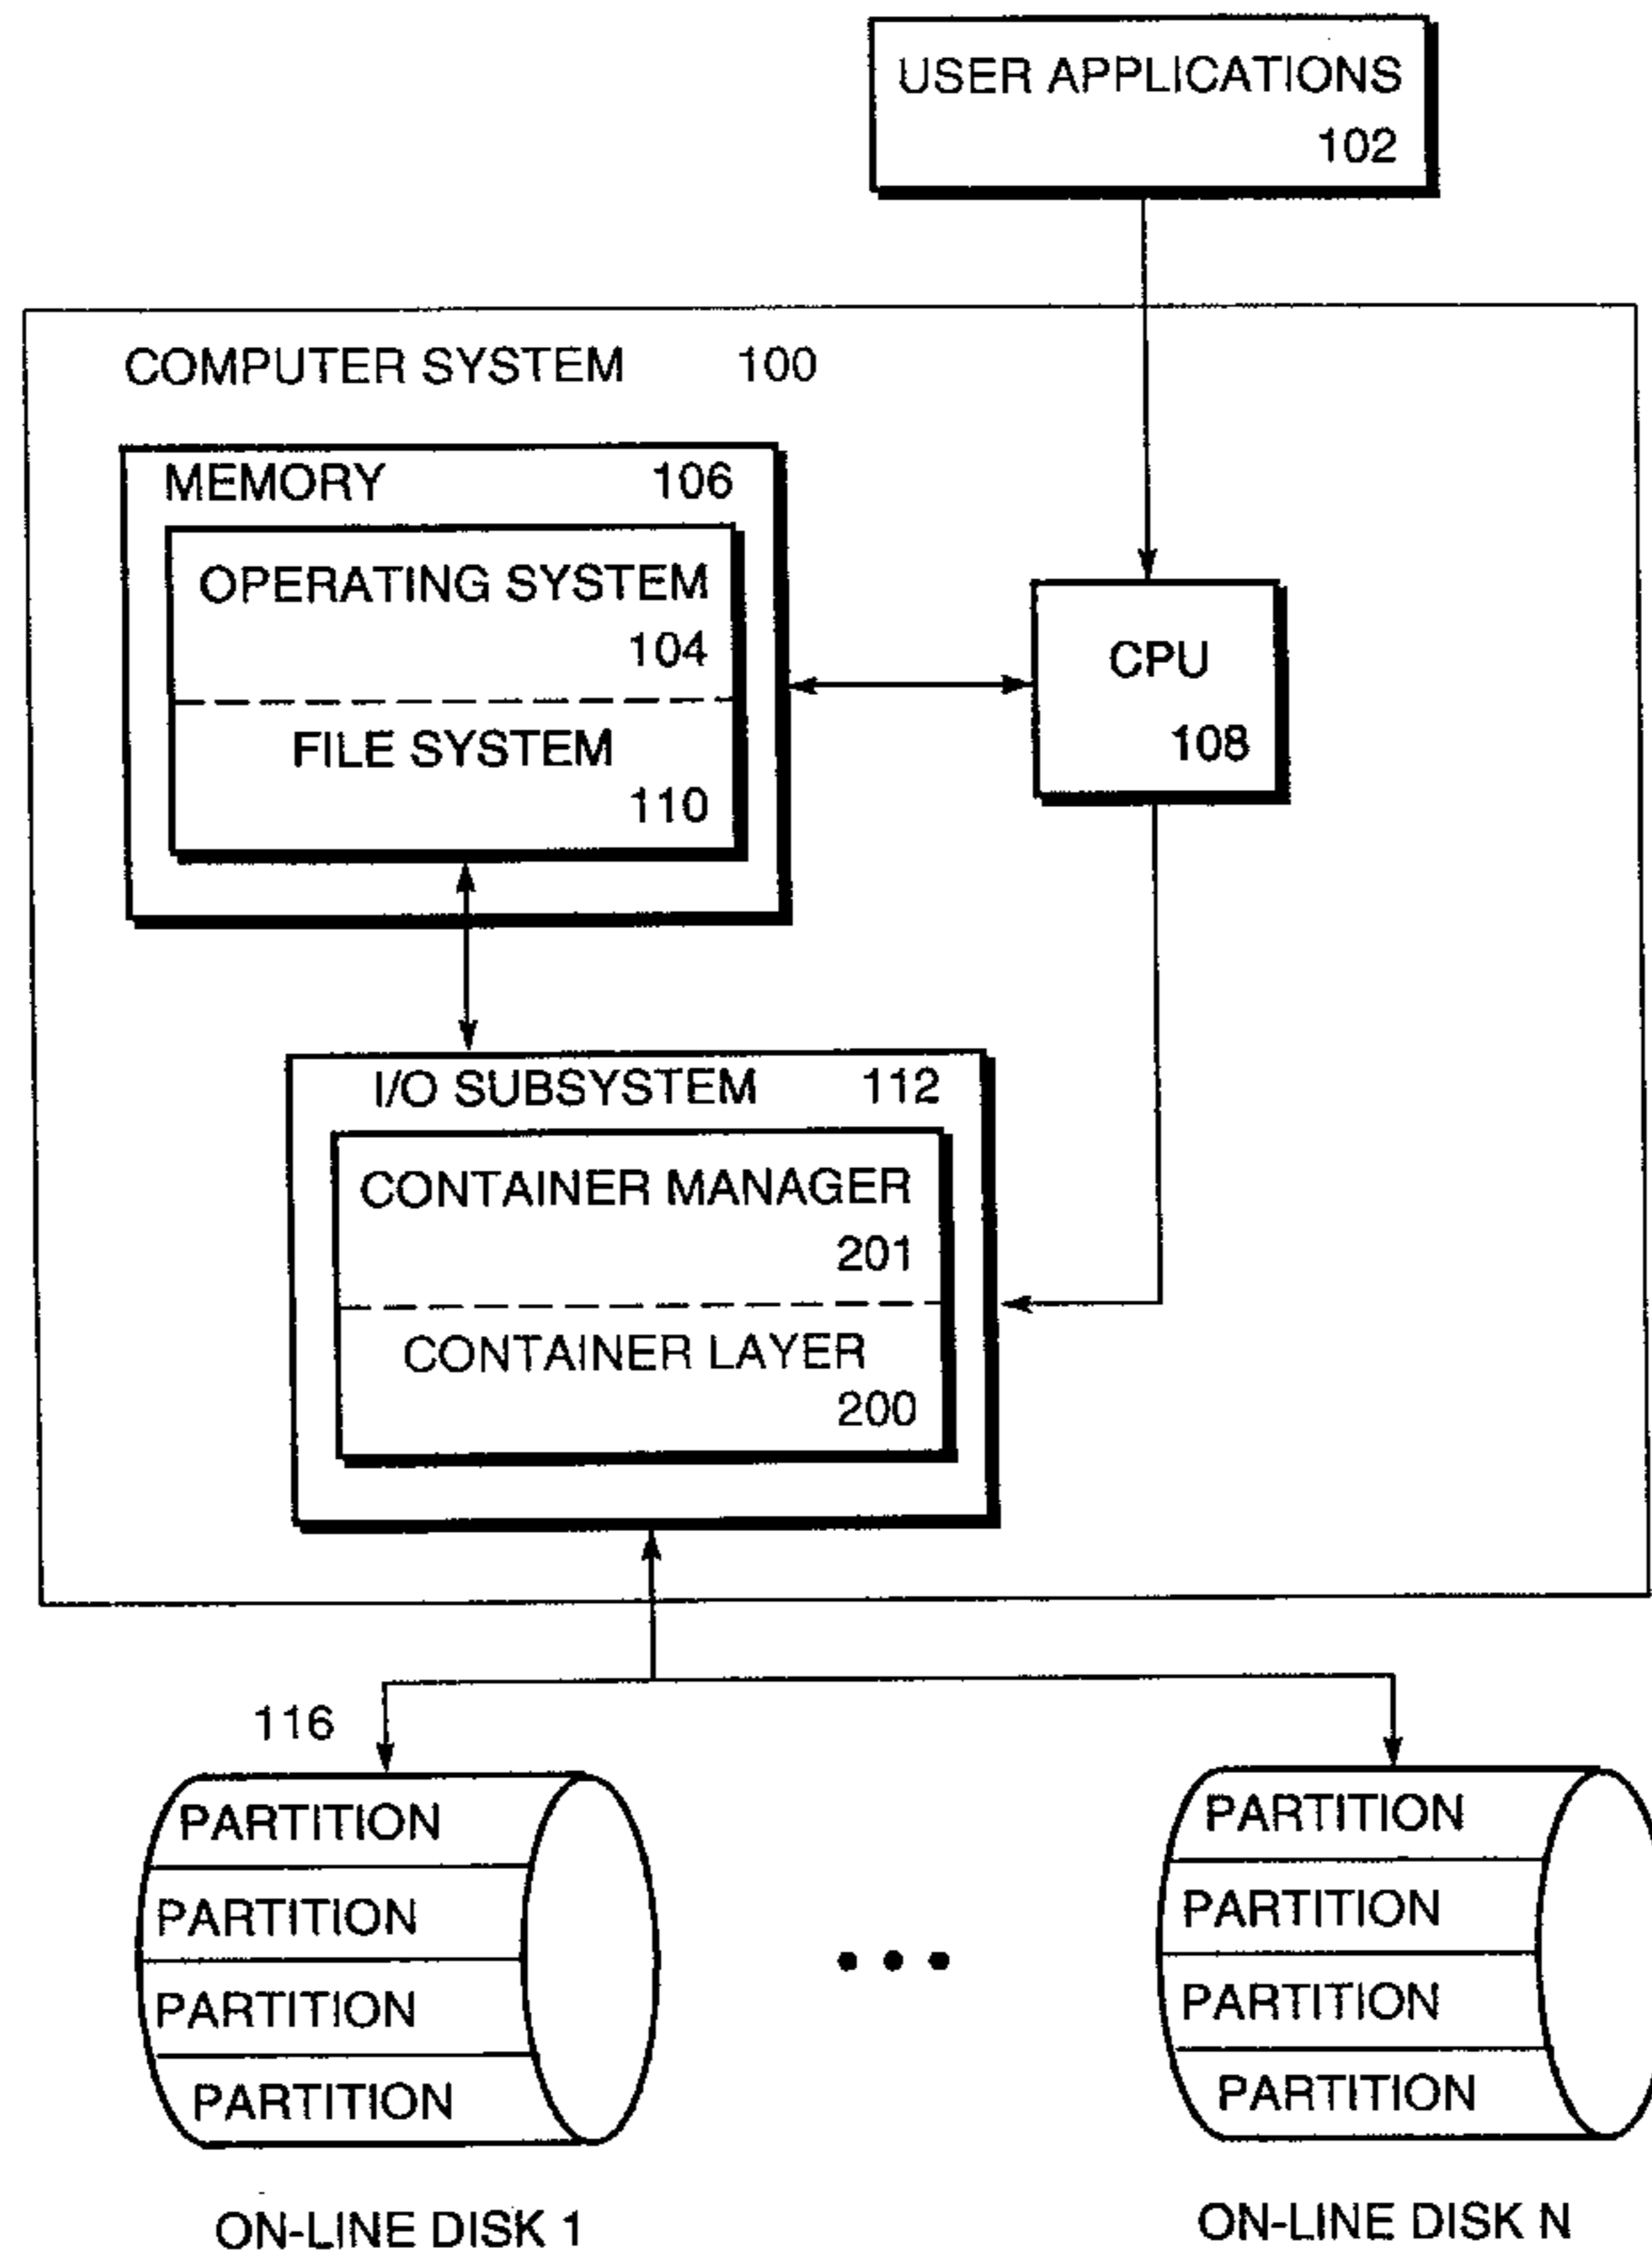 USER APPLICATIONS
102
COMPUTER SYSTEM 100
MEMORY 106
OPERATING SYSTEM
104
FILE SYSTEM
110
CPU
108
I/O SUBSYSTEM 112
CONTAINER MANAGER
201
CONTAINER LAYER
200
116
PARTITION
PARTITION
PARTITION
PARTITION
ON-LINE DISK 1
PARTITION
PARTITION
PARTITION
PARTITION
ON-LINE DISK N